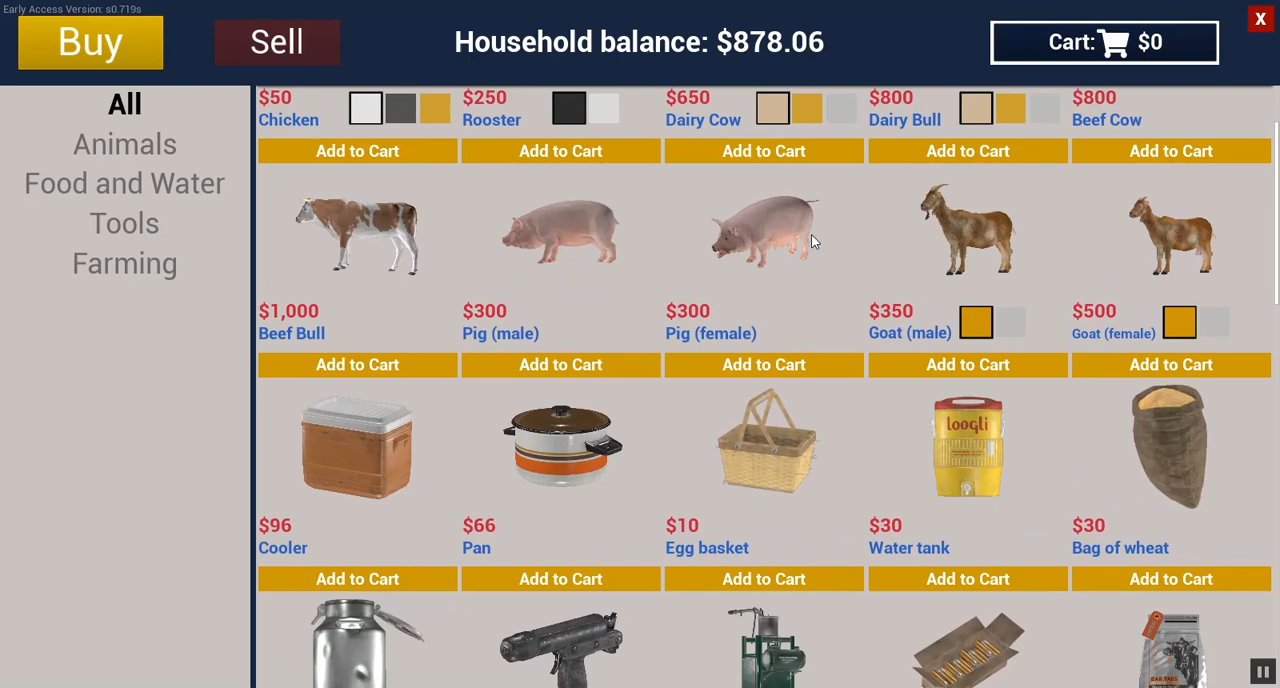 Early Access Version: s0.719s
Buy
Sell
Household balance: $878.06
Cart: $0
X
All
Animals
Food and Water
Tools
Farming
$50
Chicken
$250
Rooster
$650
Dairy Cow
$800
Dairy Bull
$800
Beef Cow
Add to Cart
Add to Cart
Add to Cart
Add to Cart
Add to Cart
$1,000
Beef Bull
$300
Pig (male)
$300
Pig (female)
$350
Goat (male)
$500
Goat (female)
Add to Cart
Add to Cart
Add to Cart
Add to Cart
Add to Cart
loogli
$96
Cooler
$66
Pan
$10
Egg basket
$30
Water tank
$30
Bag of wheat
Add to Cart
Add to Cart
Add to Cart
Add to Cart
Add to Cart